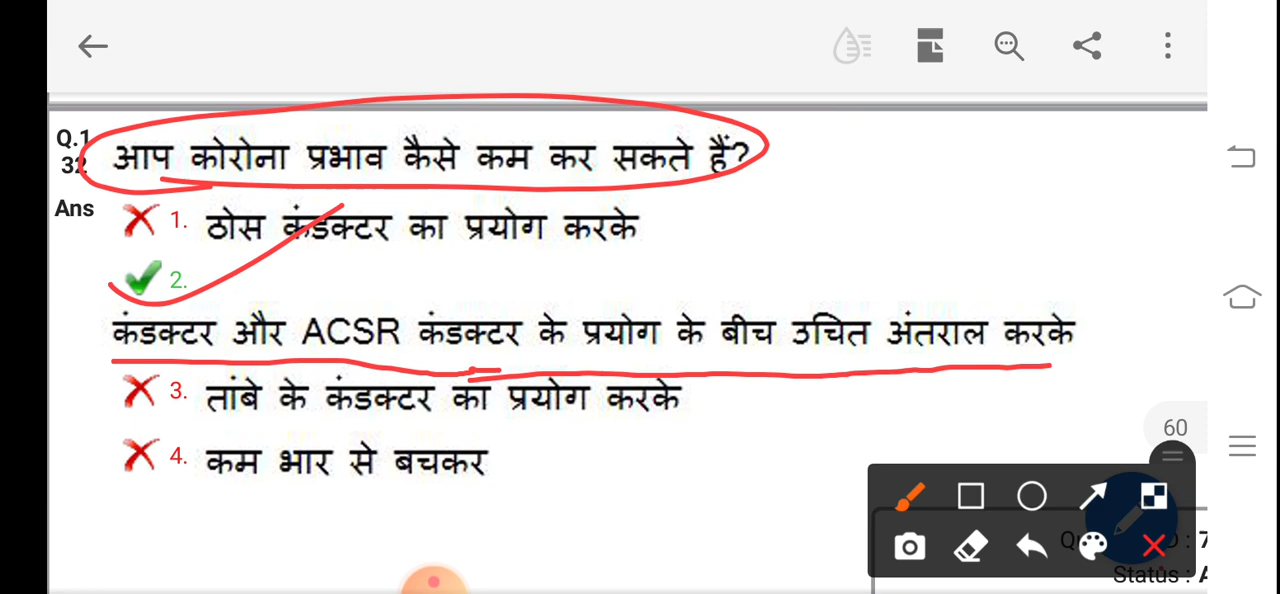 Q.1
32
आप कोरोना प्रभाव कैसे कम कर सकते हैं?
Ans
1. ठोस कंडक्टर का प्रयोग करके
2.
कंडक्टर और ACSR कंडक्टर के प्रयोग के बीच उचित अंतराल करके
3. तांबे के कंडक्टर का प्रयोग करके
4. कम भार से बचकर
60
: 7
Status :